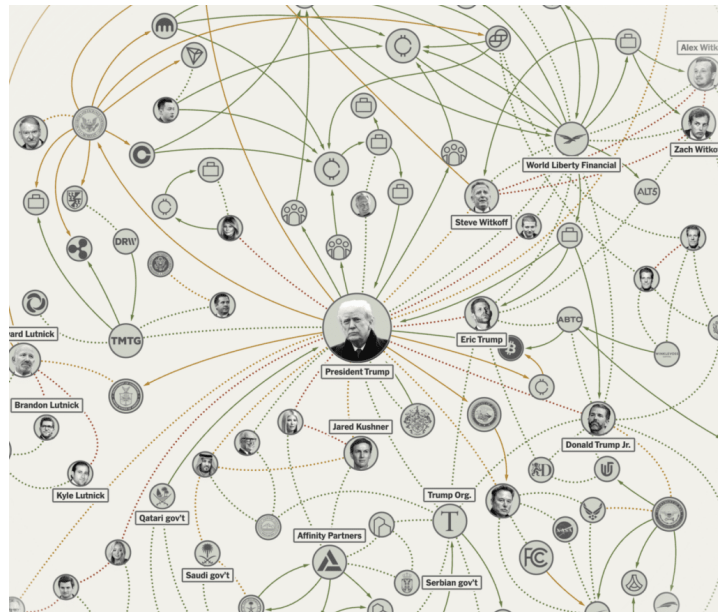 Alex Witk
World Liberty Financial
Zach Witko
ALT5
Steve Witkoff
DRW
TMTG
ard Lutnick
Eric Trump
ABTC
President Trump
Brandon Lutnick
Jared Kushner
Donald Trump Jr.
Kyle Lutnick
Qatari gov't
Trump Org.
T
Affinity Partners
FC
Saudi gov't
Serbian gov't